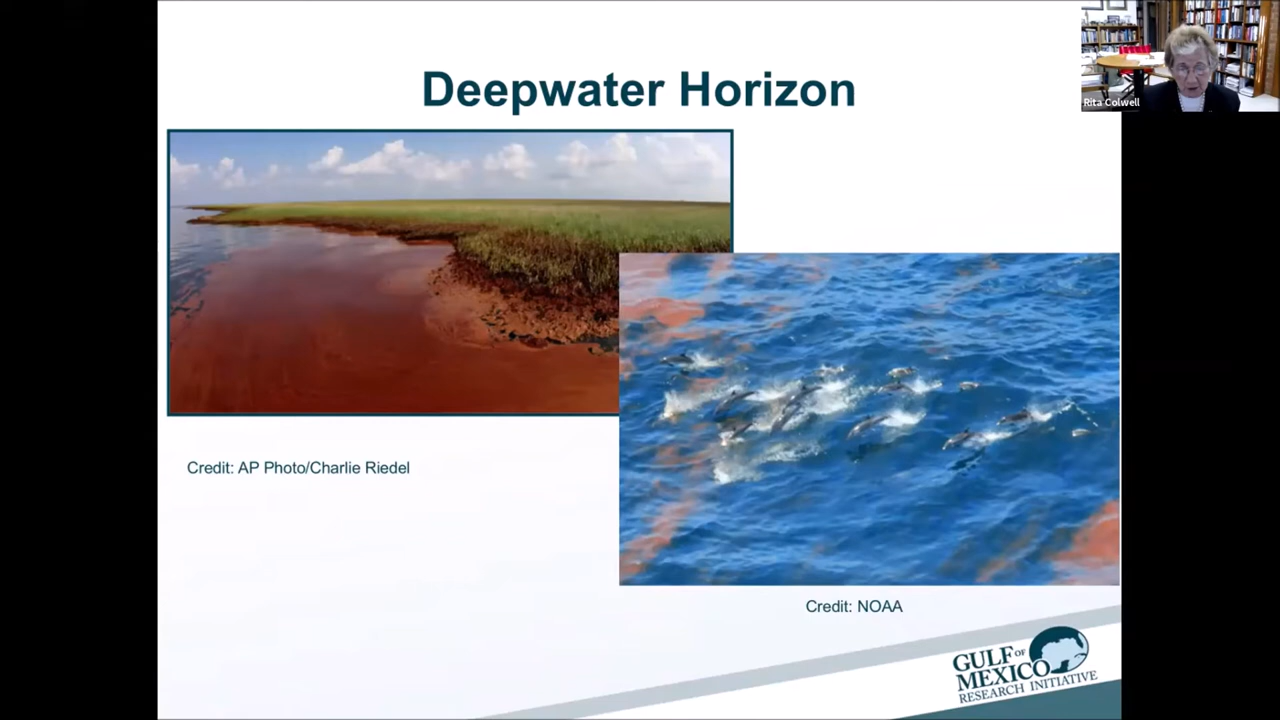 Deepwater Horizon
Rita Colwell
Credit: AP Photo/Charlie Riedel
Credit: NOAA
GULF OF
MEXICO
RESEARCH INITIATIVE